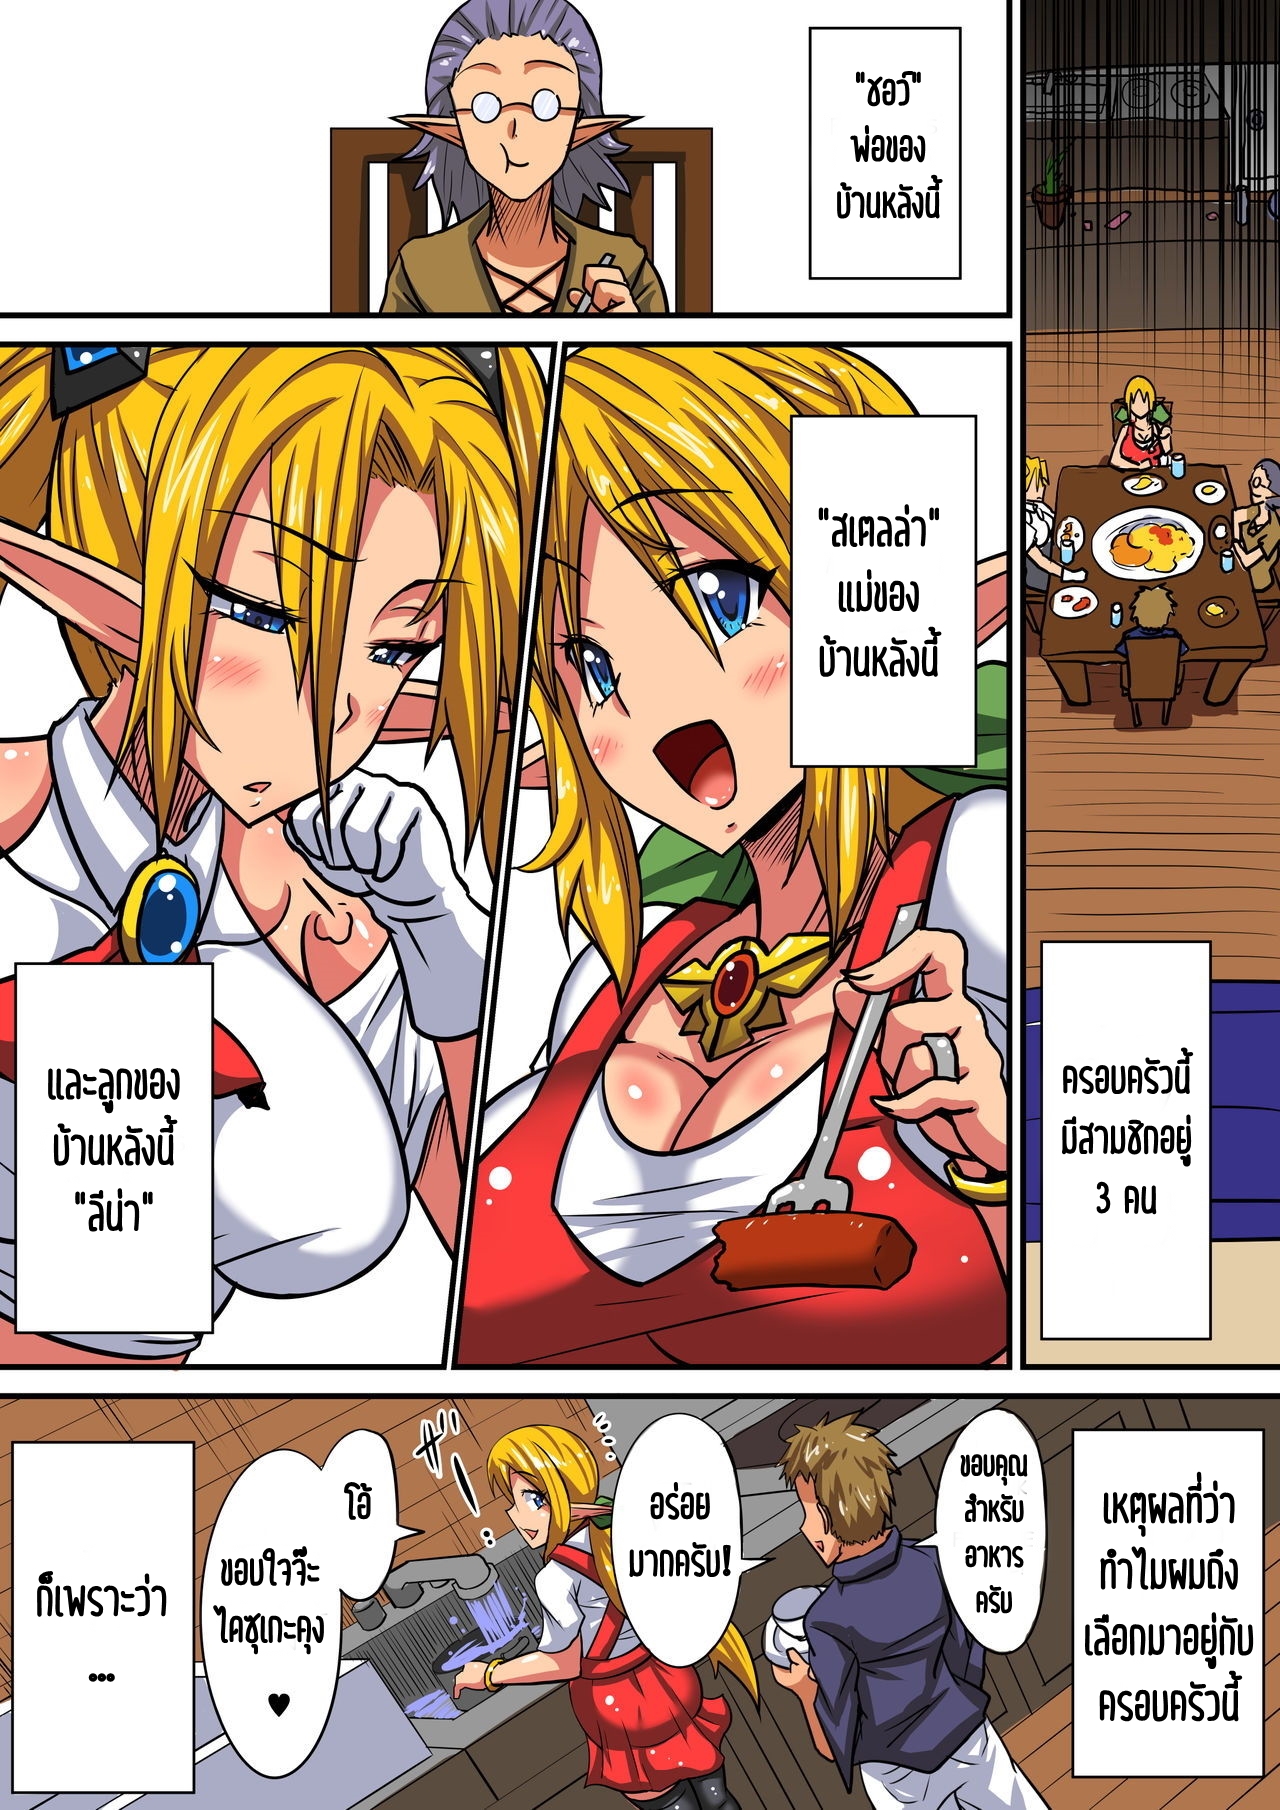 ครอบครัวนี้
มีสามชิกอยู่
3 คน
"ชอว์"
พ่อของ
บ้านหลังนี้
"สเตลล่า"
แม่ของ
บ้านหลังนี้
และลูกของ
บ้านหลังนี้
"ลีน่า"
เหตุผลที่ว่า
ทำไมผมถึง
เลือกมาอยู่กับ
ครอบครัวนี้
ขอบคุณ
สำหรับ
อาหาร
ครับ
อร่อย
มากครับ!
โอ้
ขอบใจจ๊ะ
ไคซุเกะคุง
♥
ก็เพราะว่า
...